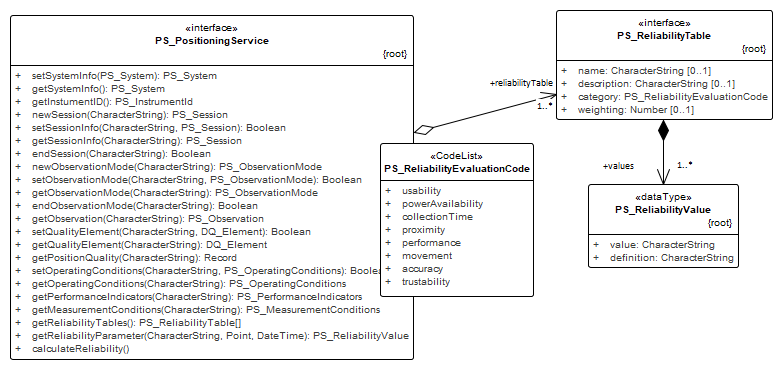 «interface»
PS_PositioningService
{root}
+ setSystemInfo(PS_System): PS_System
+ getSystemInfo(): PS_System
+ getInstumentID(): PS_InstrumentId
+ newSession(CharacterString): PS_Session
+ setSessionInfo(CharacterString, PS_Session): Boolean
+ getSessionInfo(CharacterString): PS_Session
+ endSession(CharacterString): Boolean
+ newObservationMode(CharacterString): PS_ObservationMode
+ setObservationMode(CharacterString, PS_ObservationMode): Boolean
+ getObservationMode(CharacterString): PS_ObservationMode
+ endObservationMode(CharacterString): Boolean
+ getObservation(CharacterString): PS_Observation
+ setQualityElement(CharacterString, DQ_Element): Boolean
+ getQualityElement(CharacterString): DQ_Element
+ getPositionQuality(CharacterString): Record
+ setOperatingConditions(CharacterString, PS_OperatingConditions): Boolea
+ getOperatingConditions(CharacterString): PS_OperatingConditions
+ getPerformanceIndicators(CharacterString): PS_PerformanceIndicators
+ getMeasurementConditions(CharacterString): PS_MeasurementConditions
+ getReliabilityTables(): PS_ReliabilityTable[]
+ getReliabilityParameter(CharacterString, Point, DateTime): PS_ReliabilityValue
+ calculateReliability()
+reliabilityTable
1..*
«CodeList»
PS_ReliabilityEvaluationCode
+ usability
+ powerAvailability
+ collectionTime
+ proximity
+ performance
+ movement
+ accuracy
+ trustability
«interface»
PS_ReliabilityTable
{root}
+ name: CharacterString [0..1]
+ description: CharacterString [0..1]
+ category: PS_ReliabilityEvaluationCode
+ weighting: Number [0..1]
+values
1..*
«dataType»
PS_ReliabilityValue
{root}
+ value: CharacterString
+ definition: CharacterString